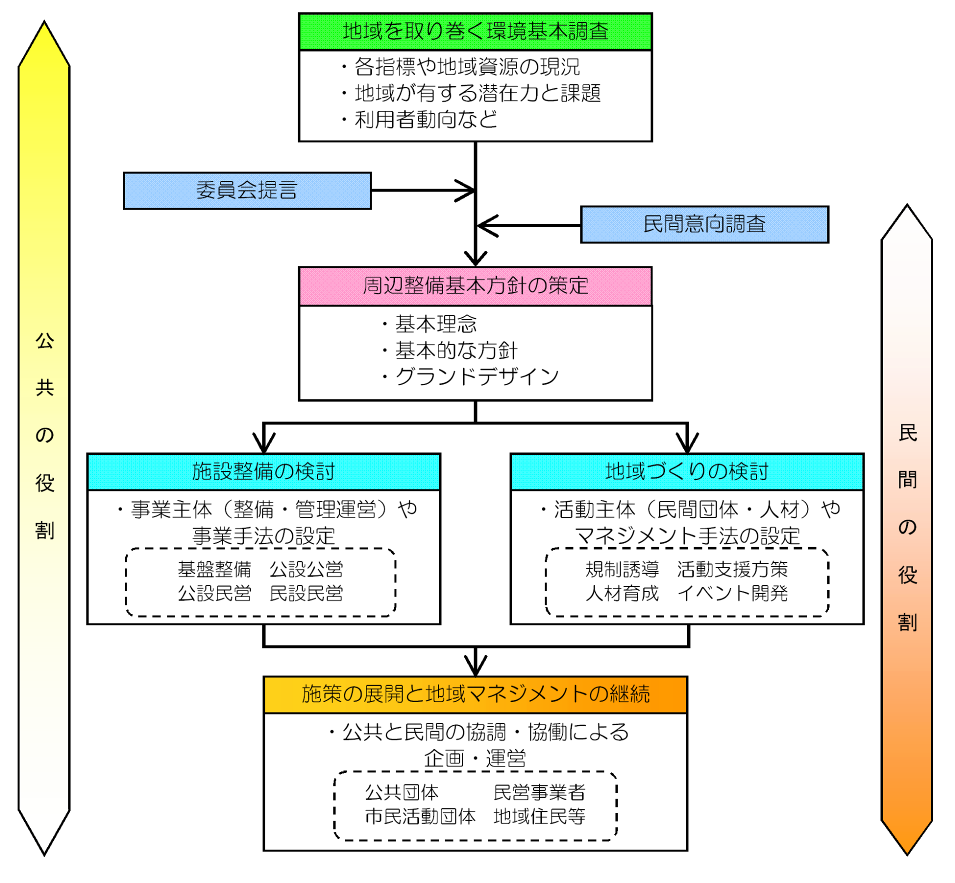 地域を取り巻く環境基本調査
・各指標や地域資源の現況
・地域が有する潜在力と課題
・利用者動向など
委員会提言
民間意向調査
周辺整備基本方針の策定
・基本理念
・基本的な方針
・グランドデザイン
公共の役割
民間の役割
施設整備の検討
・事業主体（整備・管理運営）や
事業手法の設定
基盤整備　公設公営
公設民営　民設民営
地域づくりの検討
・活動主体（民間団体・人材）や
マネジメント手法の設定
規制誘導　活動支援方策
人材育成　イベント開発
施策の展開と地域マネジメントの継続
・公共と民間の協調・協働による
企画・運営
公共団体　民営事業者
市民活動団体　地域住民等